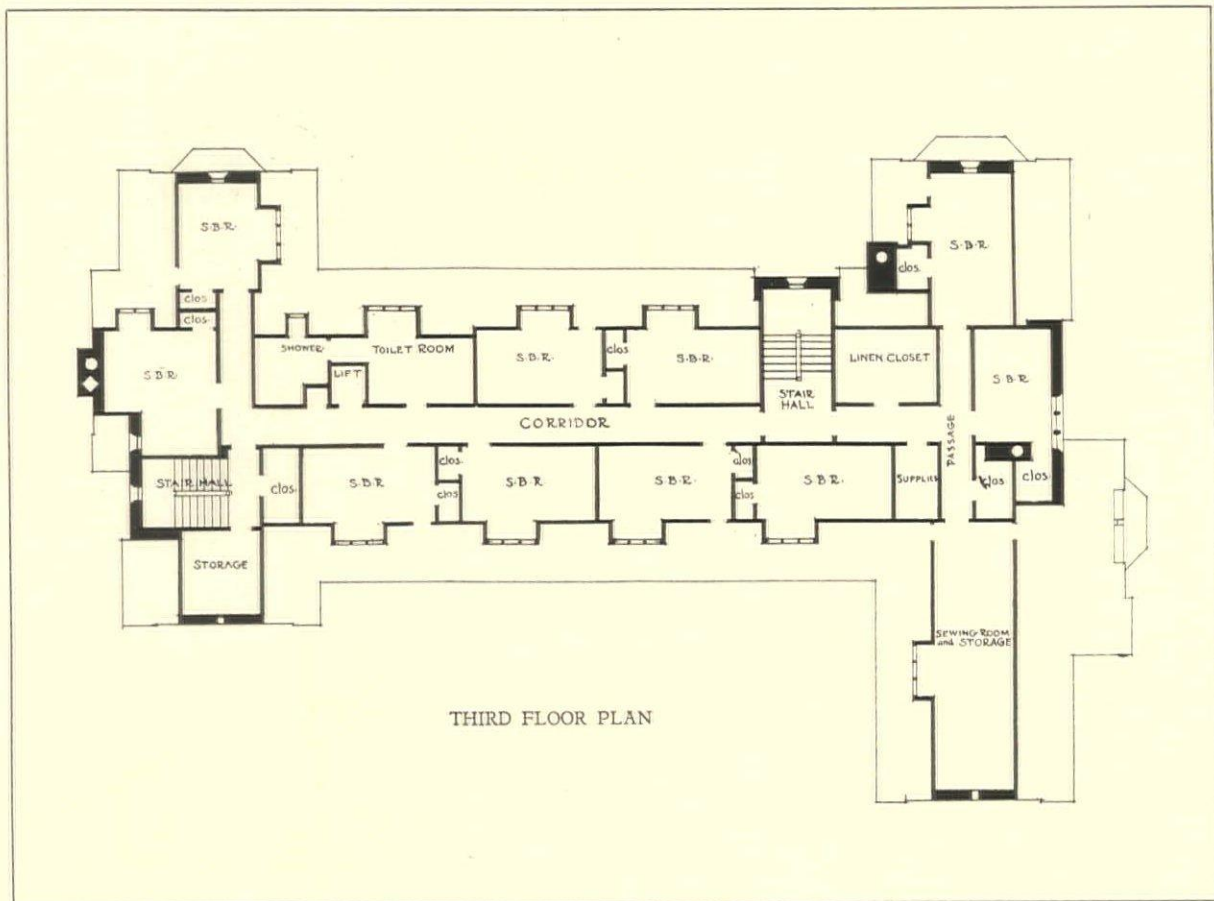 S.B.R.
S.B.R
clos.
clos
clos.
SHOWER
TOILET ROOM
LIFT
S.B.R.
clos
S.B.R.
LINEN CLOSET
S.B.R
S.B.R.
STAIR
HALL
CORRIDOR
PASSAGE
STAIR HALL
clos.
S.B.R
clos.
clos
S.B.R.
S.B.R.
clos
clos
S.B.R.
SUPPLIES
clos
clos
STORAGE
SEWING ROOM
and STORAGE
THIRD FLOOR PLAN